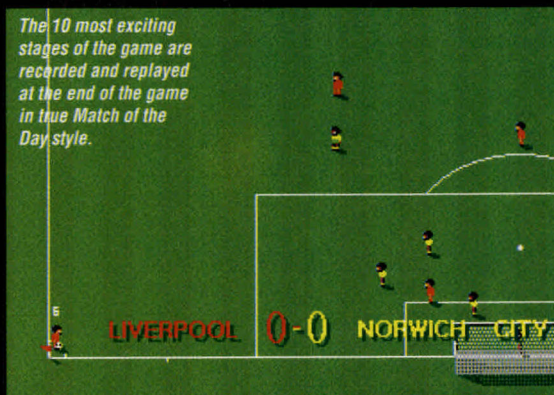 The 10 most exciting
stages of the game are
recorded and replayed
at the end of the game
in true Match of the
Day style.
6
LIVERPOOL 0-0 NORWICH CITY